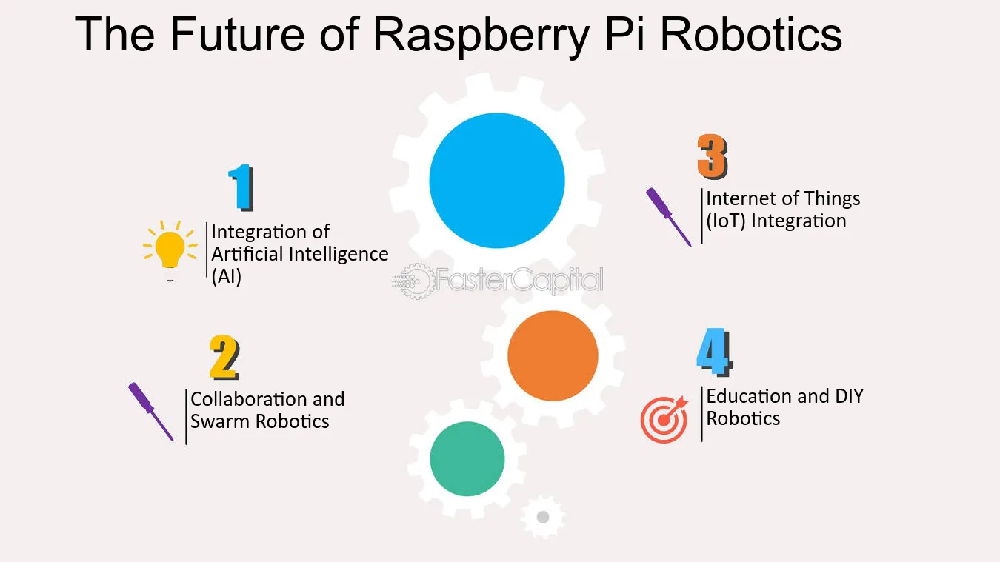 The Future of Raspberry Pi Robotics
1
Integration of
Artificial Intelligence
(AI)
2
Collaboration and
Swarm Robotics
3
Internet of Things
(IoT) Integration
4
Education and DIY
Robotics
FasterCapital